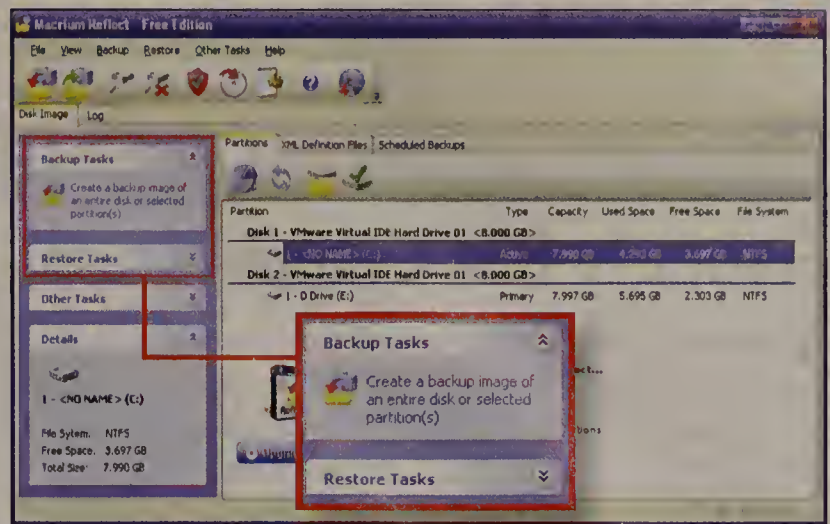 Macrium Reflect - Free Edition
File View Backup Restore Other Tasks Help
Disk Image Log
Partitions XML Definition Files Scheduled Backups
Backup Tasks
Create a backup image of
an entire disk or selected
partition(s)
Restore Tasks
Other Tasks
Details
1 - <NO NAME> (C:)
File Sytem: NTFS
Free Space: 3.697 GB
Total Size: 7.990 GB
Partition Type Capacity Used Space Free Space File System
Disk 1 - VMware Virtual IDE Hard Drive 01 <8.000 GB>
1 - <NO NAME> (C:) Active 7.990 GB 4.293 GB 3.697 GB NTFS
Disk 2 - VMware Virtual IDE Hard Drive 01 <8.000 GB>
1 - D Drive (E:) Primary 7.997 GB 5.695 GB 2.303 GB NTFS
Backup Tasks
Create a backup image of
an entire disk or selected
partition(s)
Restore Tasks